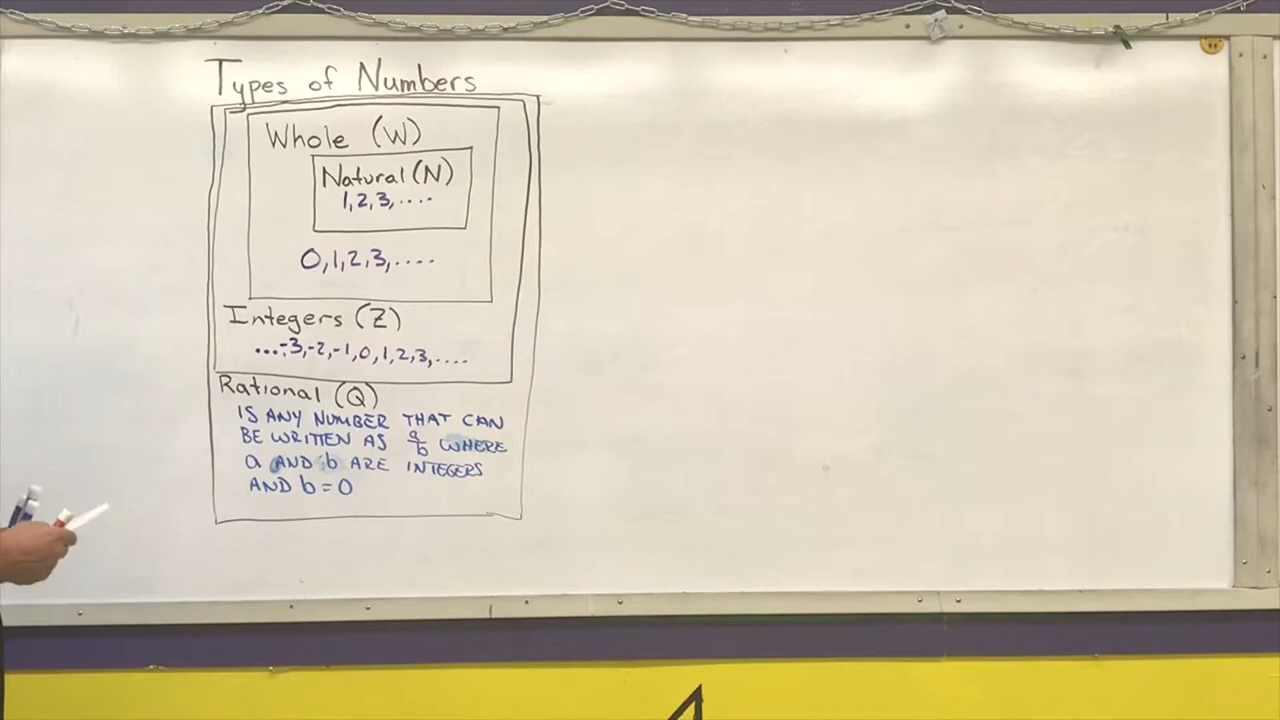 Types of Numbers
Whole (W)
Natural (N)
1,2,3,....
0,1,2,3,....
Integers (Z)
...-3,-2,-1,0,1,2,3,....
Rational (Q)
IS ANY NUMBER THAT CAN
BE WRITTEN AS a/b WHERE
a AND b ARE INTEGERS
AND b = 0